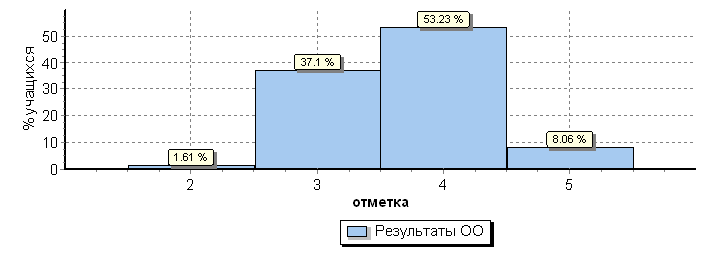 % учащихся
50
40
30
20
10
0
1.61 %
37.1 %
53.23 %
8.06 %
2 3 4 5
отметка
Результаты ОО